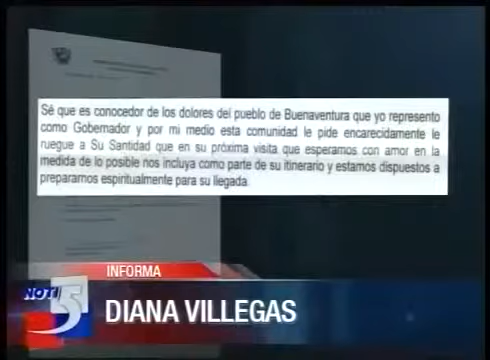 Sé que es conocedor de los dolores del pueblo de Buenaventura que yo represento
como Gobernador y por mi medio esta comunidad le pide encarecidamente le
ruegue a Su Santidad que en su próxima visita que esperamos con amor en la
medida de lo posible nos incluya como parte de su itinerario y estamos dispuestos a
prepararnos espiritualmente para su llegada.
INFORMA
NOTI 5
DIANA VILLEGAS